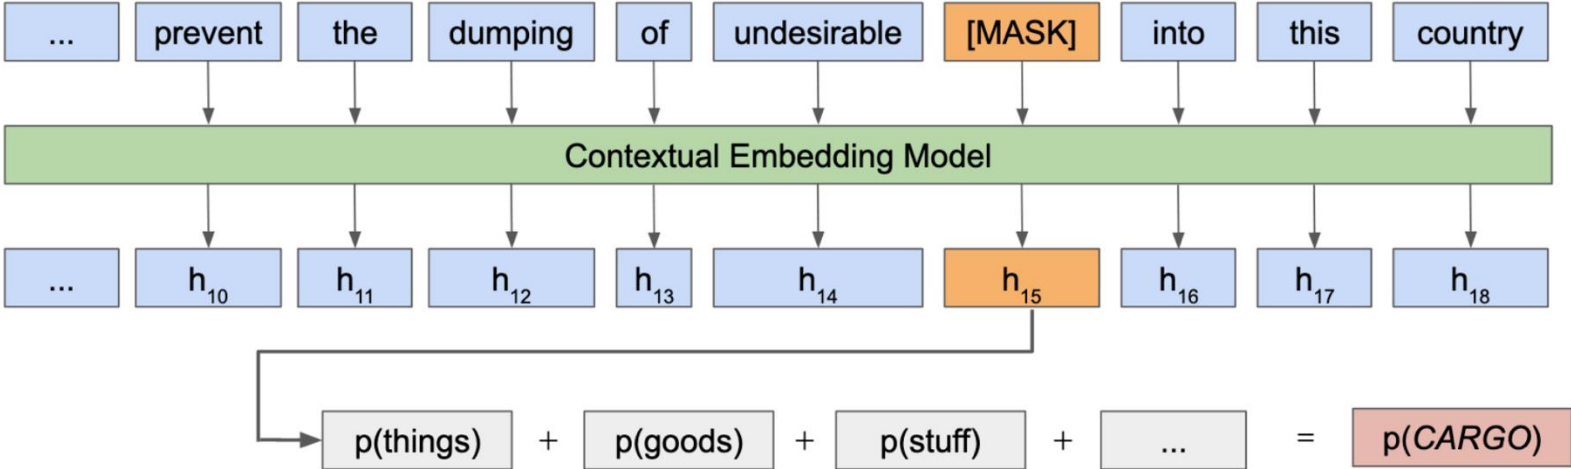 ... prevent the dumping of undesirable [MASK] into this country
Contextual Embedding Model
... h₁₀ h₁₁ h₁₂ h₁₃ h₁₄ h₁₅ h₁₆ h₁₇ h₁₈
p(things) + p(goods) + p(stuff) + ... = p(CARGO)